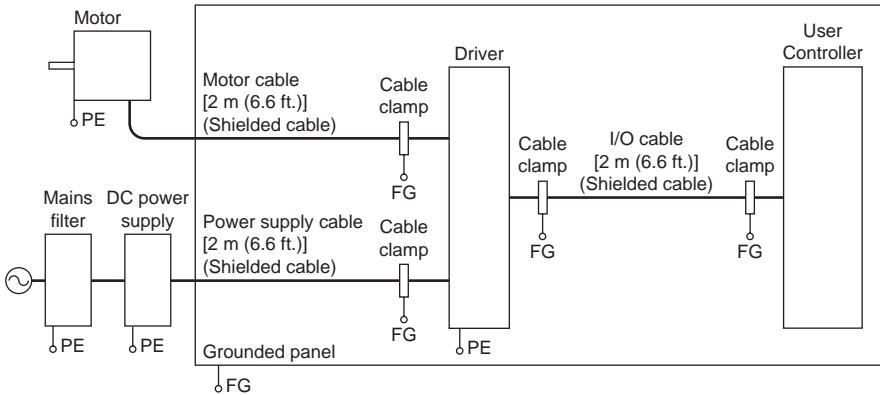 Motor
PE
Motor cable
[2 m (6.6 ft.)]
(Shielded cable)
Cable
clamp
FG
Driver
User
Controller
Cable
clamp
FG
I/O cable
[2 m (6.6 ft.)]
(Shielded cable)
Cable
clamp
FG
Mains
filter
PE
DC power
supply
PE
Power supply cable
[2 m (6.6 ft.)]
(Shielded cable)
Cable
clamp
FG
PE
Grounded panel
FG